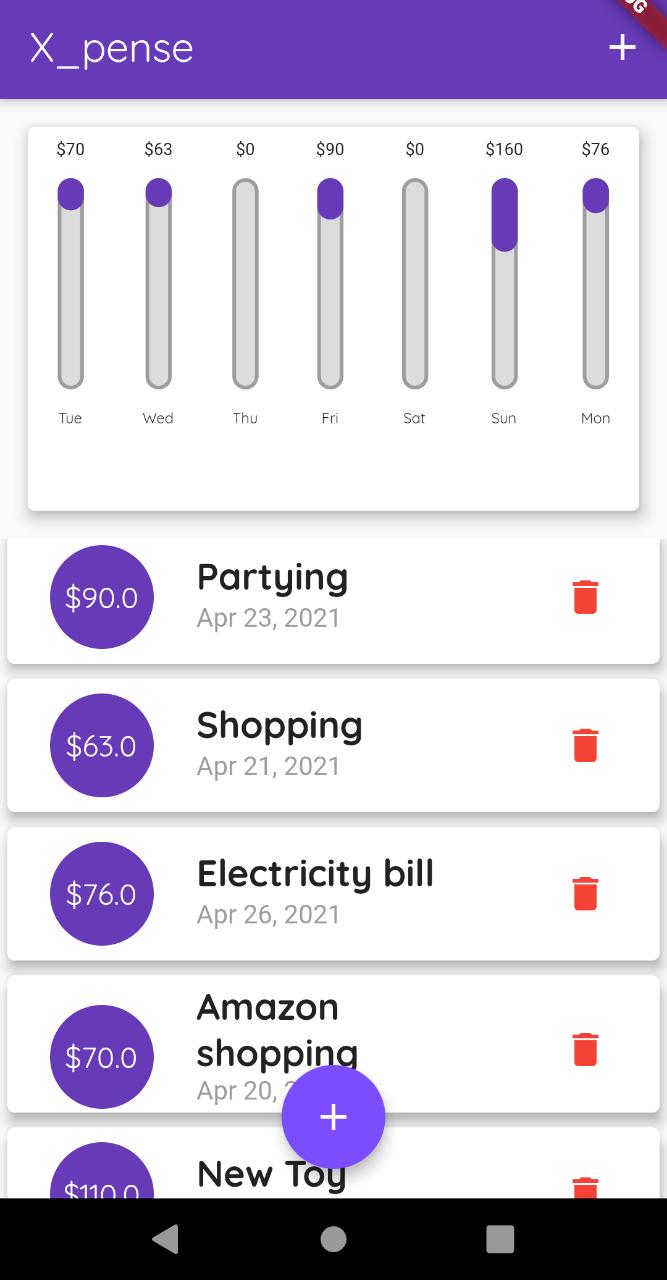 X_pense
+
$70 $63 $0 $90 $0 $160 $76
Tue Wed Thu Fri Sat Sun Mon
$90.0
Partying
Apr 23, 2021
$63.0
Shopping
Apr 21, 2021
$76.0
Electricity bill
Apr 26, 2021
$70.0
Amazon
shopping
Apr 20,
+
$110.0
New Toy